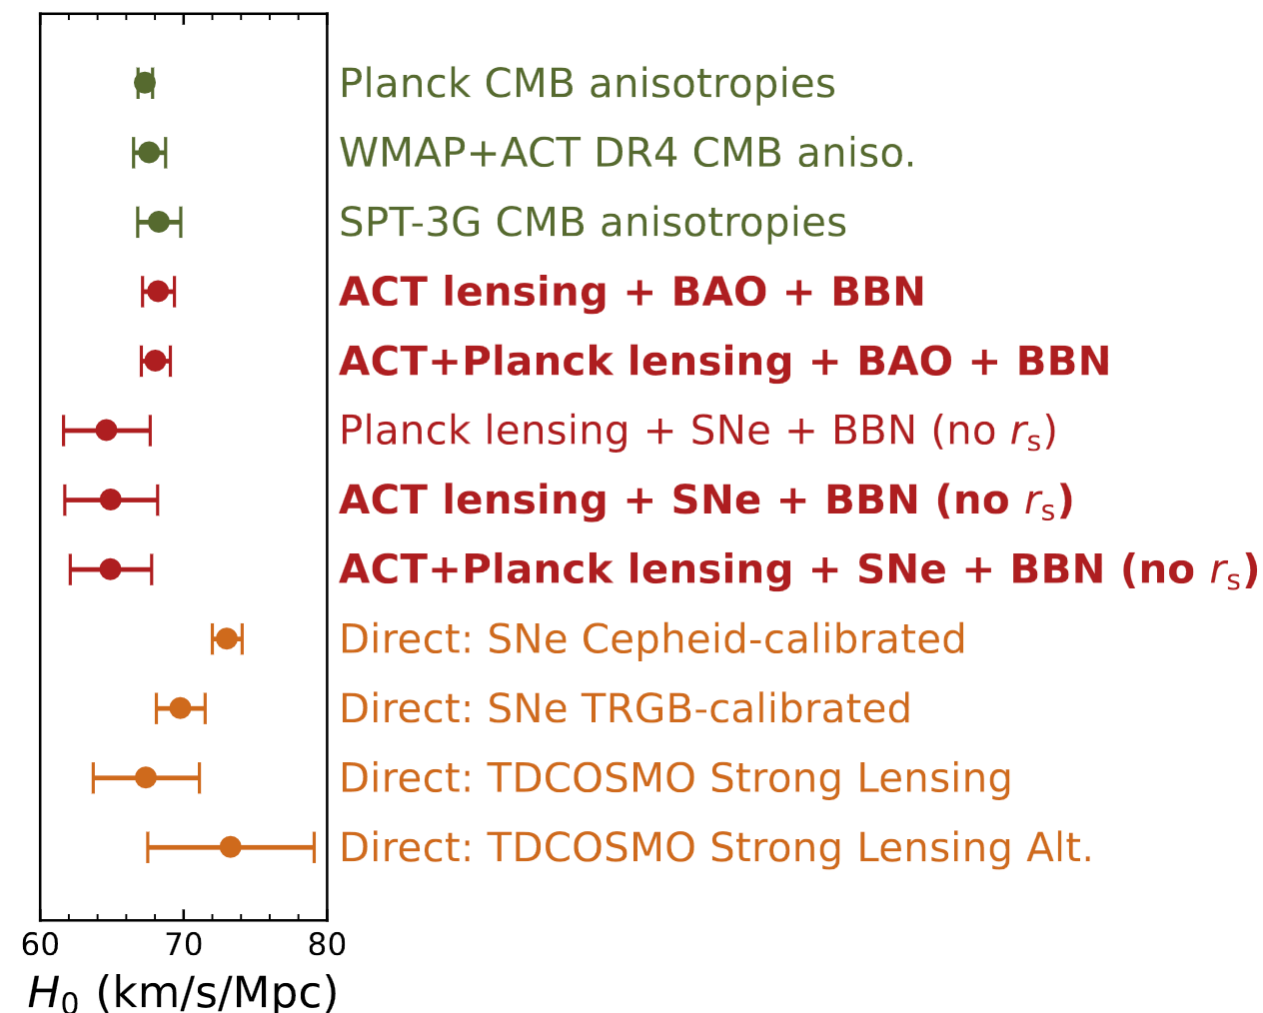 Planck CMB anisotropies
WMAP+ACT DR4 CMB aniso.
SPT-3G CMB anisotropies
ACT lensing + BAO + BBN
ACT+Planck lensing + BAO + BBN
Planck lensing + SNe + BBN (no rs)
ACT lensing + SNe + BBN (no rs)
ACT+Planck lensing + SNe + BBN (no rs)
Direct: SNe Cepheid-calibrated
Direct: SNe TRGB-calibrated
Direct: TDCOSMO Strong Lensing
Direct: TDCOSMO Strong Lensing Alt.
60 70 80
H0 (km/s/Mpc)